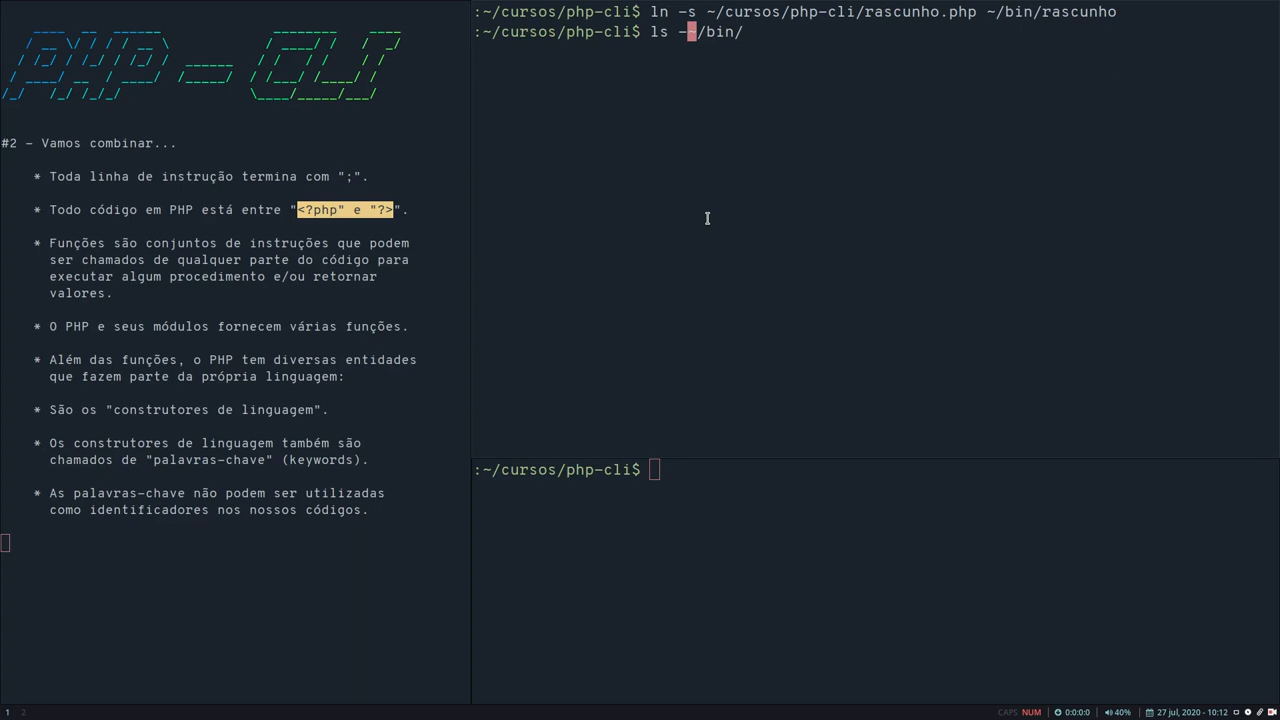 #2 - Vamos combinar...
* Toda linha de instrução termina com ";".
* Todo código em PHP está entre "<?php" e "?>".
* Funções são conjuntos de instruções que podem
ser chamados de qualquer parte do código para
executar algum procedimento e/ou retornar
valores.
* O PHP e seus módulos fornecem várias funções.
* Além das funções, o PHP tem diversas entidades
que fazem parte da própria linguagem:
* São os "construtores de linguagem".
* Os construtores de linguagem também são
chamados de "palavras-chave" (keywords).
* As palavras-chave não podem ser utilizadas
como identificadores nos nossos códigos.
:~/cursos/php-cli$ ln -s ~/cursos/php-cli/rascunho.php ~/bin/rascunho
:~/cursos/php-cli$ ls -~/bin/
:~/cursos/php-cli$
1 2
CAPS NUM 0:0:0:0 40% 27 jul, 2020 - 10:12
PHP - CLI